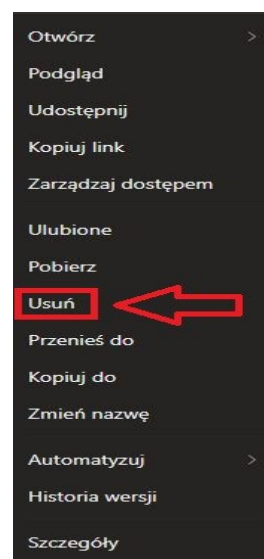 Otwórz
Podgląd
Udostępnij
Kopiuj link
Zarządzaj dostępem
Ulubione
Pobierz
Usuń
Przenieś do
Kopiuj do
Zmień nazwę
Automatyzuj
Historia wersji
Szczegóły